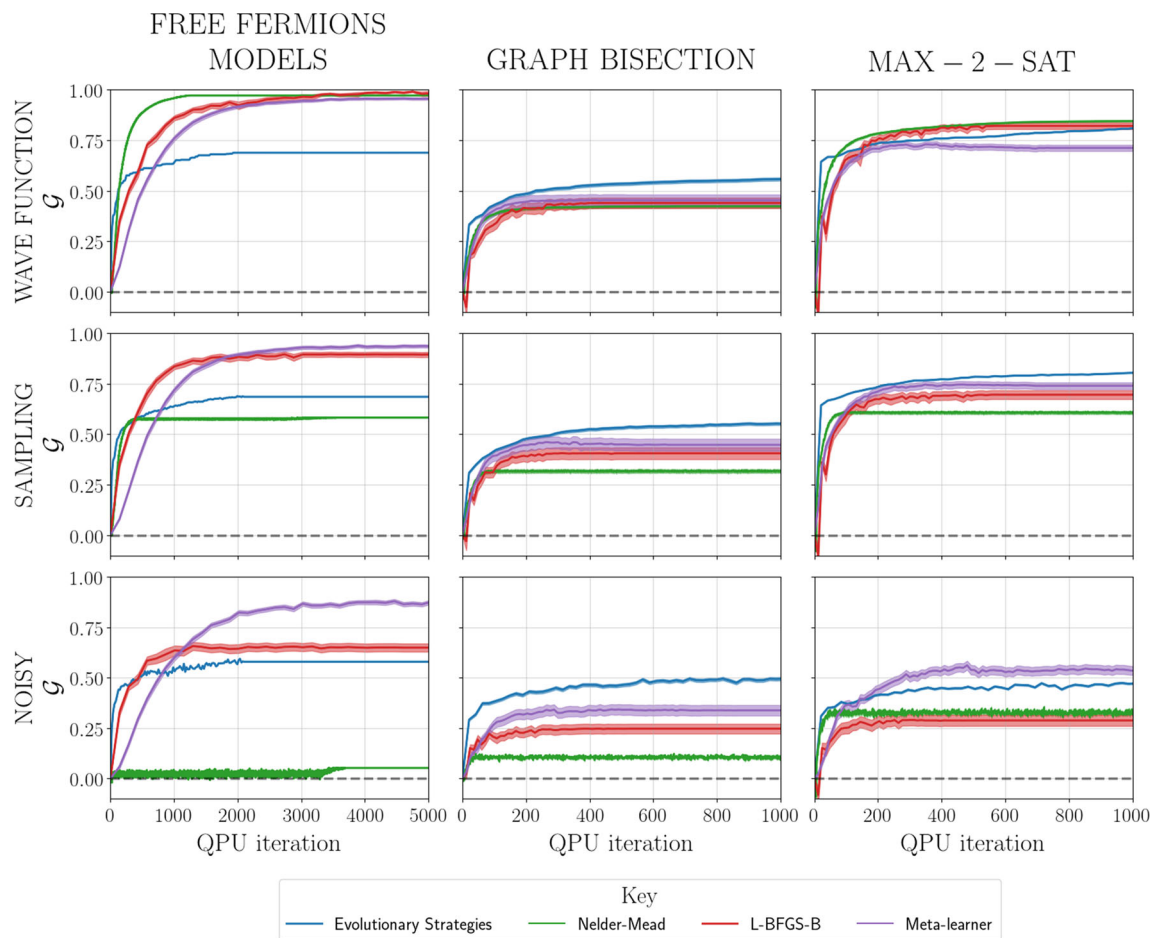 FREE FERMIONS
MODELS
GRAPH BISECTION
MAX – 2 – SAT
WAVE FUNCTION
𝒢
1.00
0.75
0.50
0.25
0.00
SAMPLING
𝒢
1.00
0.75
0.50
0.25
0.00
NOISY
𝒢
1.00
0.75
0.50
0.25
0.00
0 1000 2000 3000 4000 5000
0 200 400 600 800 1000
0 200 400 600 800 1000
QPU iteration
QPU iteration
QPU iteration
Key
Evolutionary Strategies Nelder-Mead L-BFGS-B Meta-learner